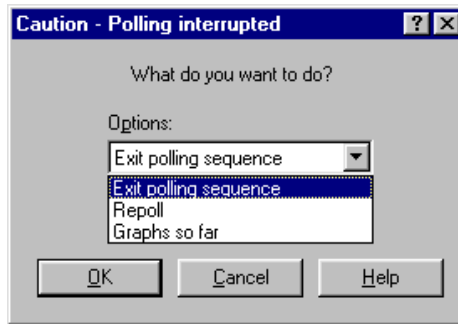 Caution - Polling interrupted
What do you want to do?
Options:
Exit polling sequence
Exit polling sequence
Repoll
Graphs so far
OK Cancel Help